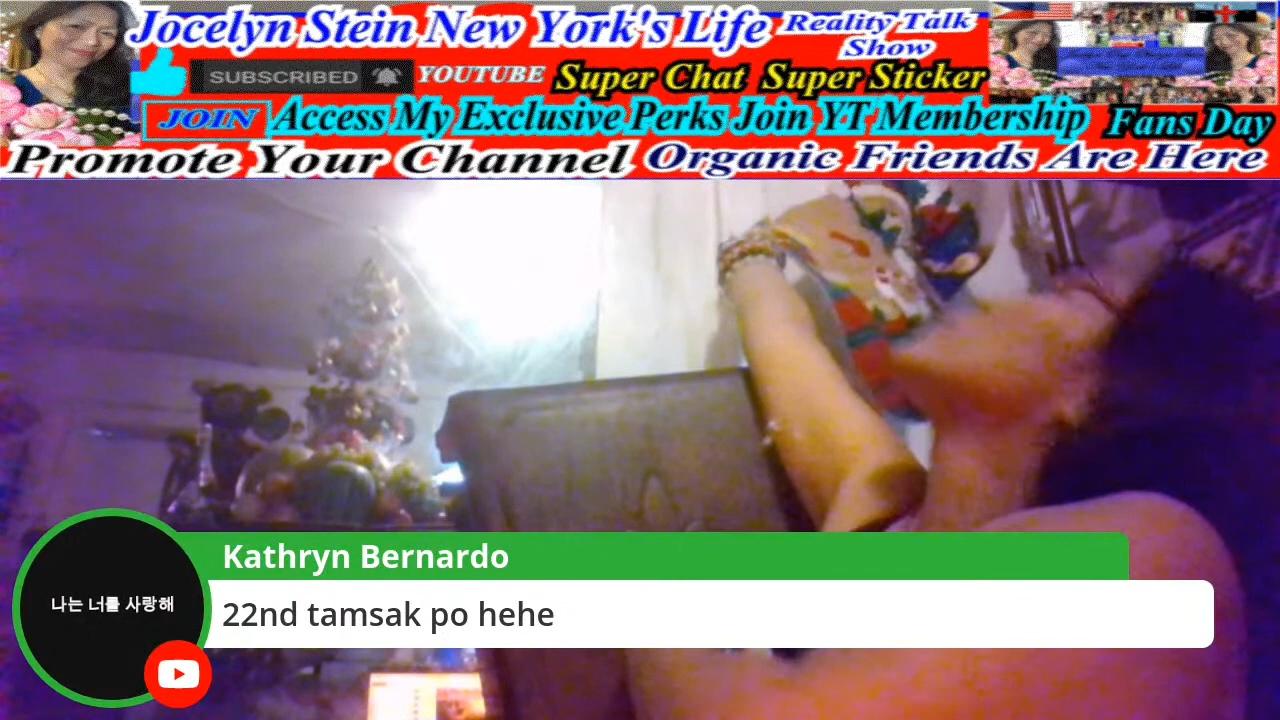 Jocelyn Stein New York's Life Reality Talk
Show
SUBSCRIBED YOUTUBE Super Chat Super Sticker
JOIN Access My Exclusive Perks Join YT Membership Fans Day
Promote Your Channel Organic Friends Are Here
Kathryn Bernardo
나는 너를 사랑해
22nd tamsak po hehe